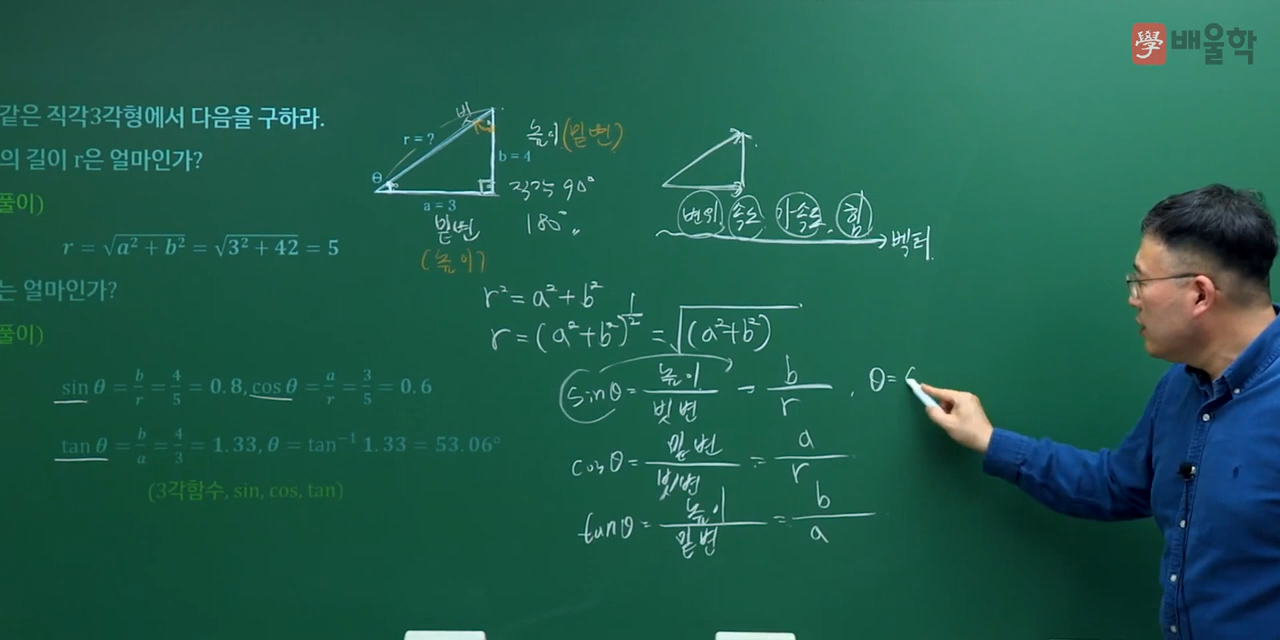 學 배울학
같은 직각3각형에서 다음을 구하라.
의 길이 r은 얼마인가?
풀이)
r = √a² + b² = √3² + 42 = 5
는 얼마인가?
풀이)
sin θ = b/r = 4/5 = 0.8, cos θ = a/r = 3/5 = 0.6
tan θ = b/a = 4/3 = 1.33, θ = tan⁻¹ 1.33 = 53.06°
(3각함수, sin, cos, tan)
빗
r = ?
θ
b = 4
a = 3
높이 (밑변)
직각 90°
180°
밑변
(높이)
변위, 속도, 가속도, 힘
벡터
r² = a² + b²
r = (a² + b²)^1/2 = √(a² + b²)
sinθ = 높이/빗변 = b/r , θ =
cosθ = 밑변/빗변 = a/r
tanθ = 높이/밑변 = b/a